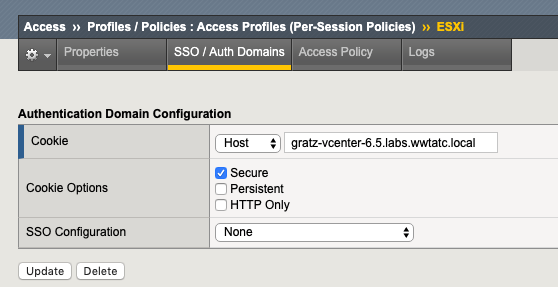 Access ›› Profiles / Policies : Access Profiles (Per-Session Policies) ›› ESXi
Properties SSO / Auth Domains Access Policy Logs
Authentication Domain Configuration
Cookie Host gratz-vcenter-6.5.labs.wwtatc.local
Cookie Options
Secure
Persistent
HTTP Only
SSO Configuration None
Update Delete